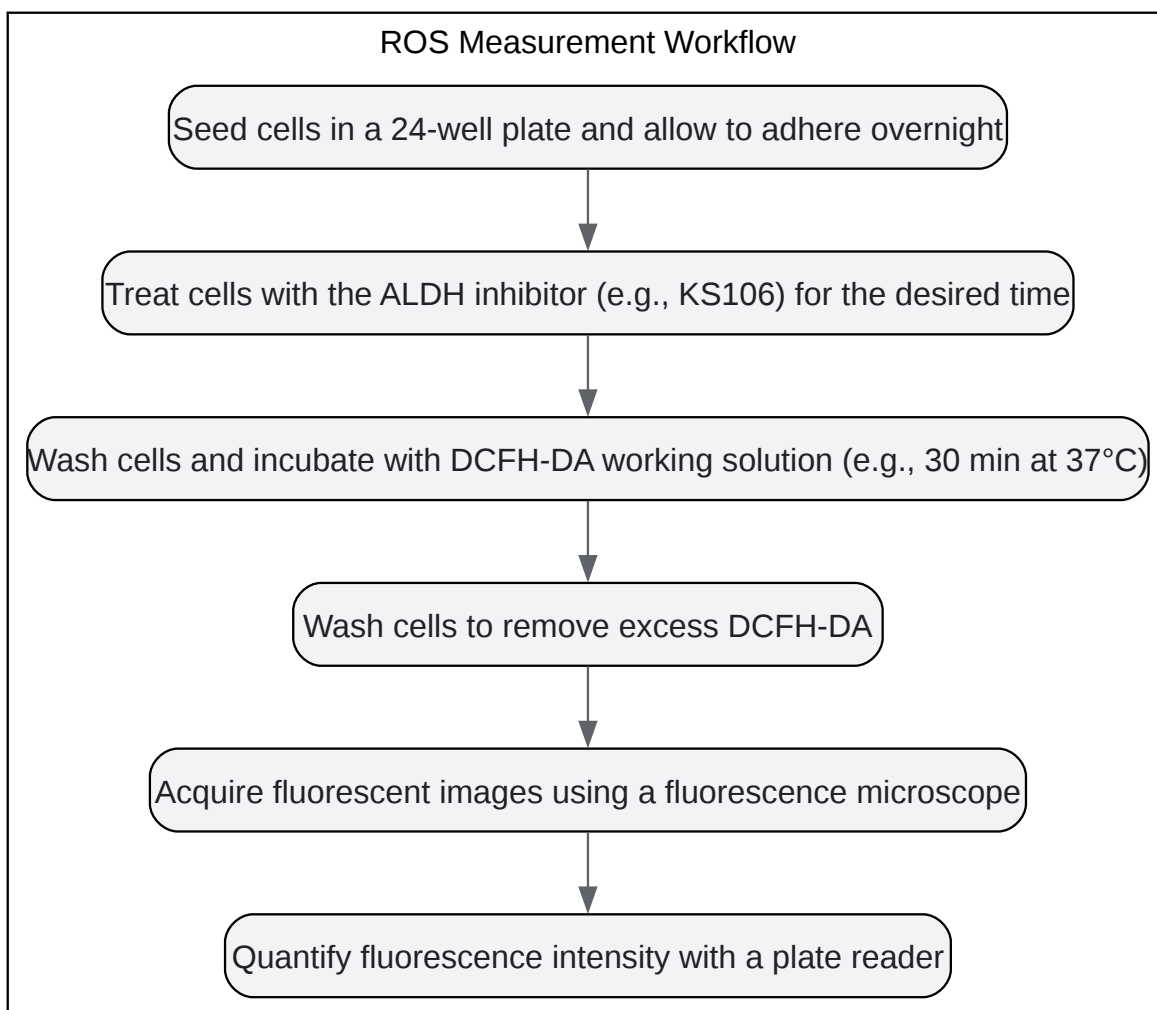 ROS Measurement Workflow
Seed cells in a 24-well plate and allow to adhere overnight
Treat cells with the ALDH inhibitor (e.g., KS106) for the desired time
Wash cells and incubate with DCFH-DA working solution (e.g., 30 min at 37°C)
Wash cells to remove excess DCFH-DA
Acquire fluorescent images using a fluorescence microscope
Quantify fluorescence intensity with a plate reader